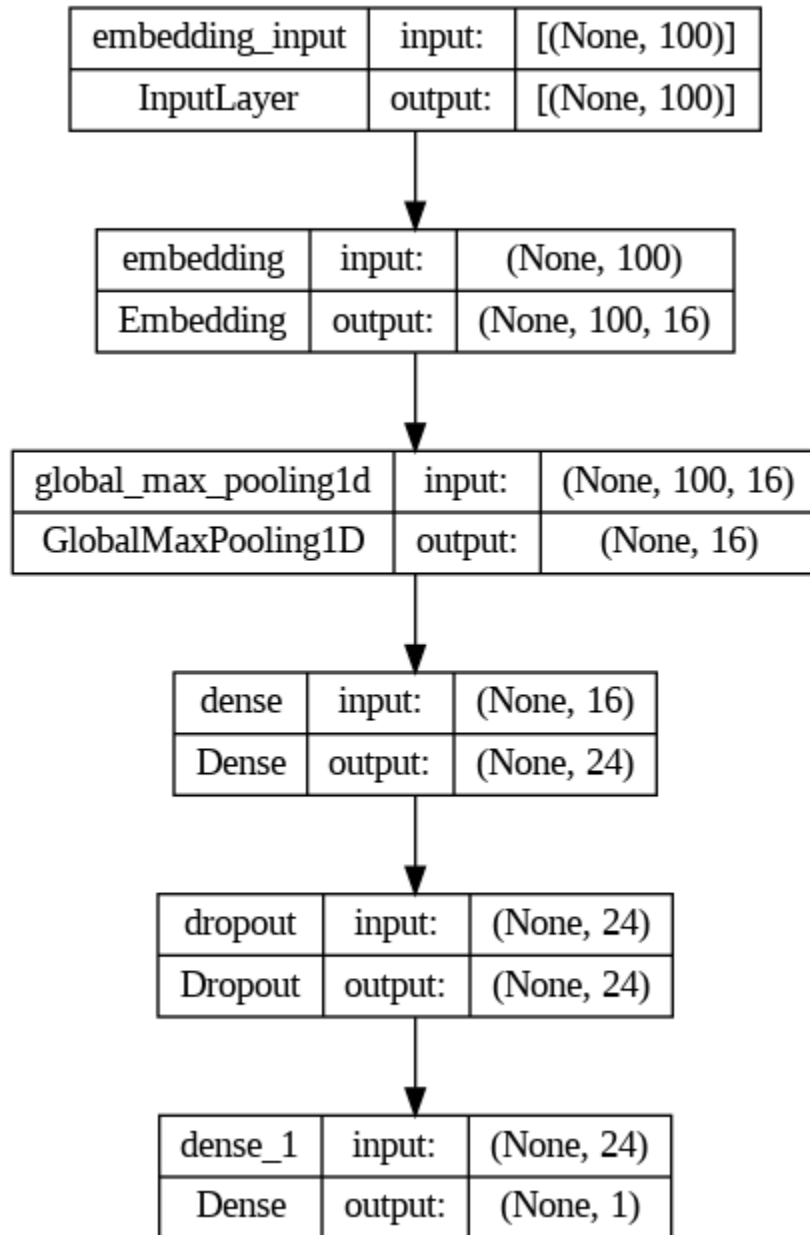 embedding_input input: [(None, 100)]
InputLayer output: [(None, 100)]
embedding input: (None, 100)
Embedding output: (None, 100, 16)
global_max_pooling1d input: (None, 100, 16)
GlobalMaxPooling1D output: (None, 16)
dense input: (None, 16)
Dense output: (None, 24)
dropout input: (None, 24)
Dropout output: (None, 24)
dense_1 input: (None, 24)
Dense output: (None, 1)